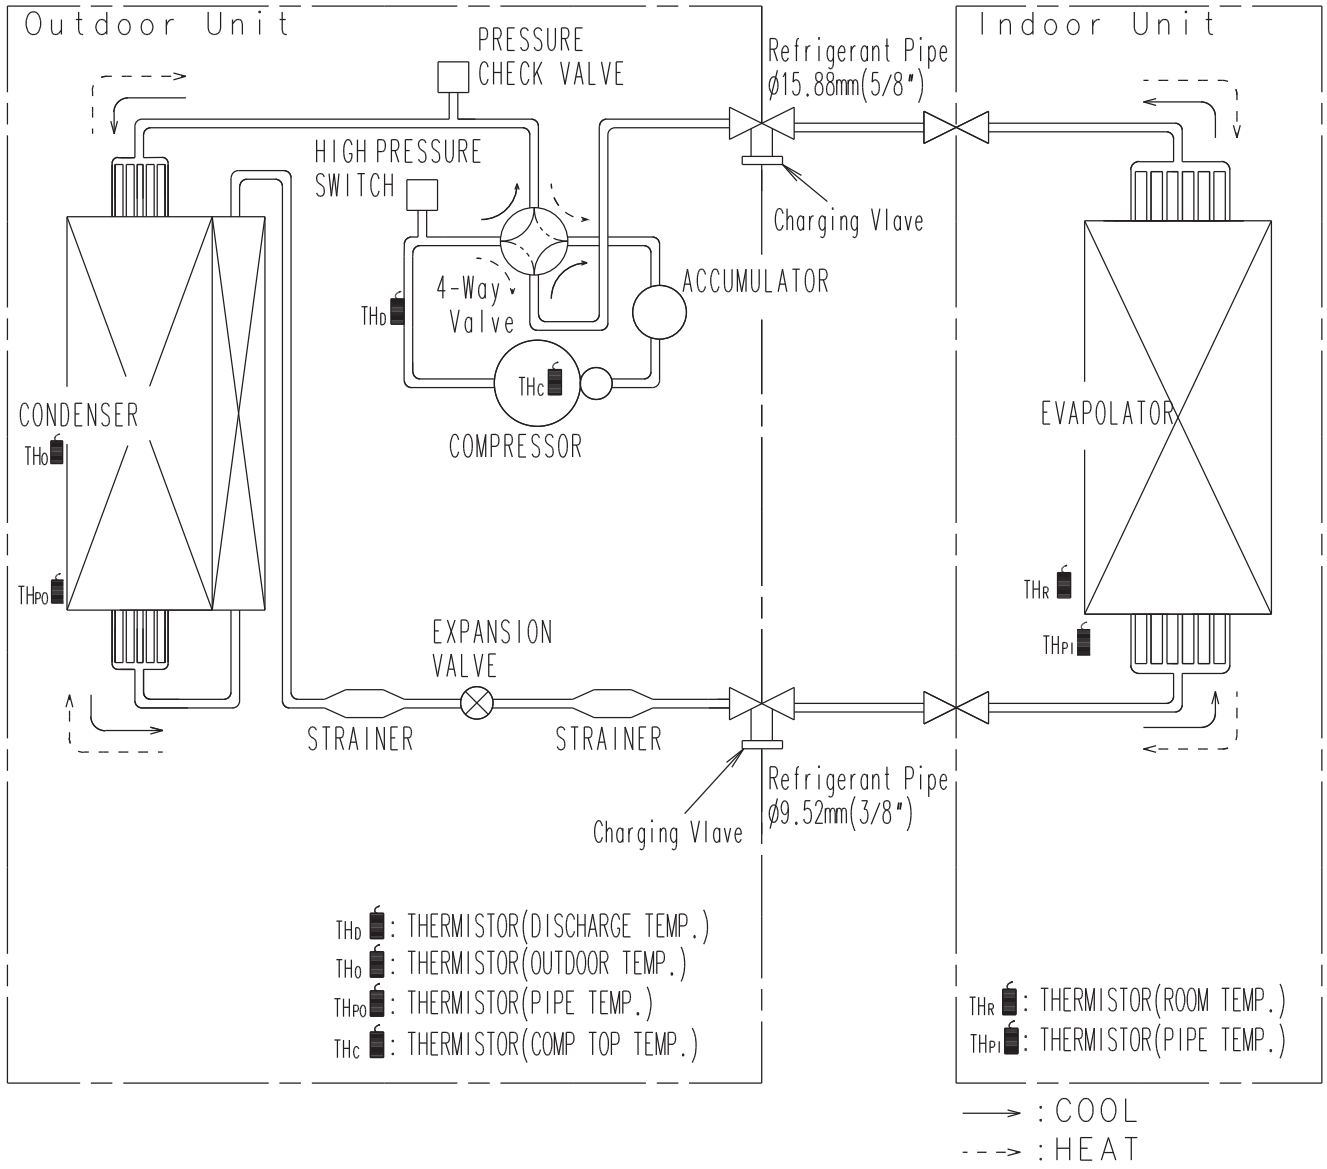 Outdoor Unit
Indoor Unit
PRESSURE
CHECK VALVE
Refrigerant Pipe
Ø15.88mm(5/8")
HIGH PRESSURE
SWITCH
Charging Vlave
4-Way
Valve
ACCUMULATOR
THD
THC
COMPRESSOR
CONDENSER
THO
EVAPOLATOR
THPO
THR
THPI
EXPANSION
VALVE
STRAINER
STRAINER
Refrigerant Pipe
Ø9.52mm(3/8")
Charging Vlave
THD : THERMISTOR(DISCHARGE TEMP.)
THO : THERMISTOR(OUTDOOR TEMP.)
THPO : THERMISTOR(PIPE TEMP.)
THC : THERMISTOR(COMP TOP TEMP.)
THR : THERMISTOR(ROOM TEMP.)
THPI : THERMISTOR(PIPE TEMP.)
: COOL
: HEAT